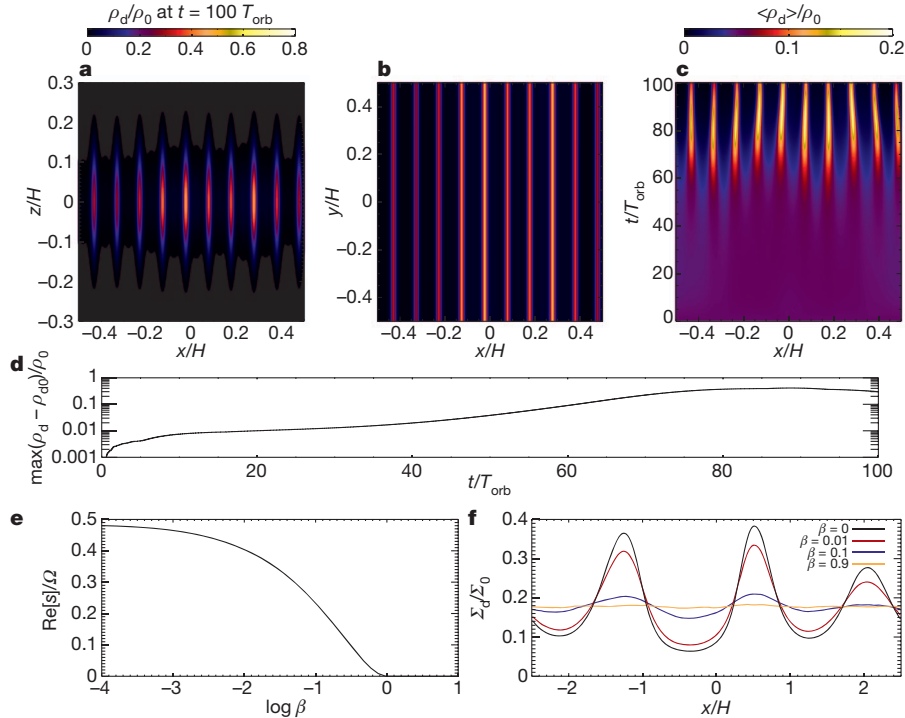 ρd/ρ0 at t = 100 Torb
0 0.2 0.4 0.6 0.8
<ρd>/ρ0
0 0.1 0.2
a
0.3
0.2
0.1
0
−0.1
−0.2
−0.3
z/H
−0.4 −0.2 0 0.2 0.4
x/H
b
0.4
0.2
0
−0.2
−0.4
y/H
−0.4 −0.2 0 0.2 0.4
x/H
c
100
80
60
40
20
0
t/Torb
−0.4 −0.2 0 0.2 0.4
x/H
d
max(ρd − ρd0)/ρ0
1
0.1
0.01
0.001
0 20 40 60 80 100
t/Torb
e
Re[s]/Ω
0.5
0.4
0.3
0.2
0.1
0
−4 −3 −2 −1 0 1
log β
f
Σd/Σ0
0.4
0.3
0.2
0.1
0
β = 0
β = 0.01
β = 0.1
β = 0.9
−2 −1 0 1 2
x/H